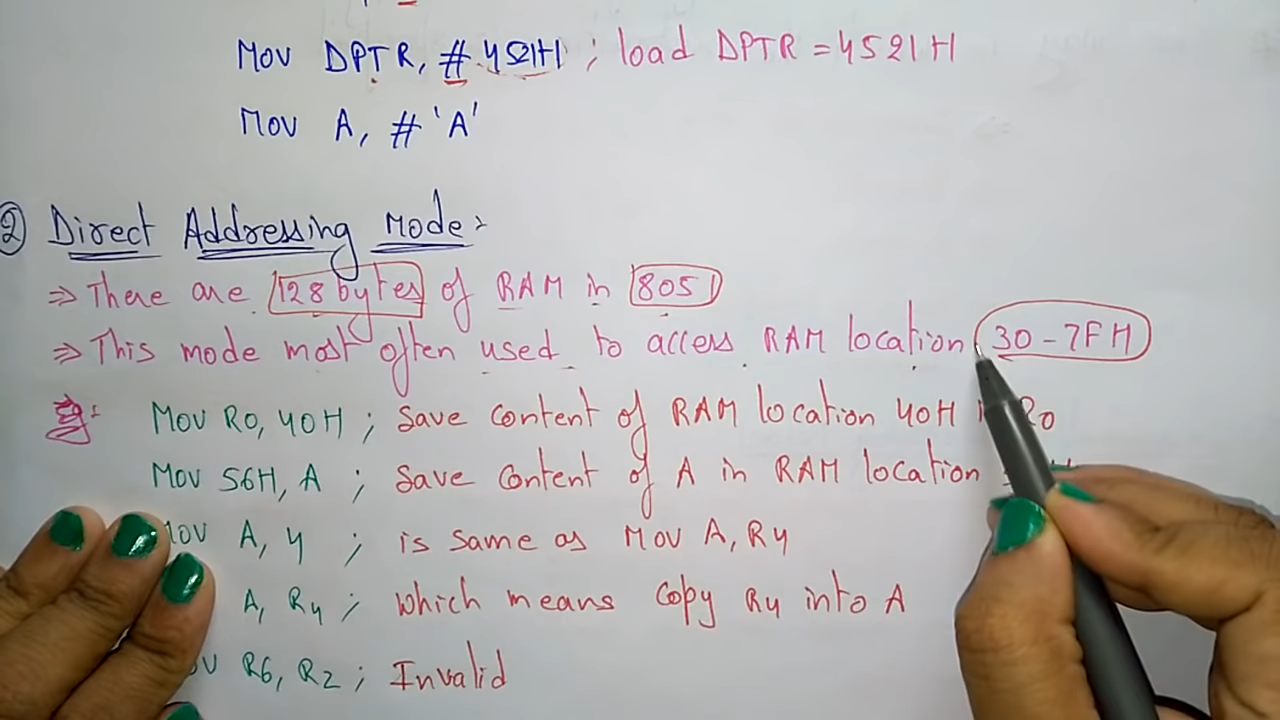 Mov DPTR, # 4521H ; load DPTR = 4521H
Mov A, # 'A'
② Direct Addressing Mode:
⇒ There are 128 bytes of RAM in 8051
⇒ This mode most often used to access RAM location 30 - 7FH
Eg: Mov R0, 40H ; Save Content of RAM location 40H R0
Mov 56H, A ; Save Content of A in RAM location
Mov A, 4 ; is same as Mov A, R4
A, R4 ; which means Copy R4 into A
R6, R2 ; Invalid